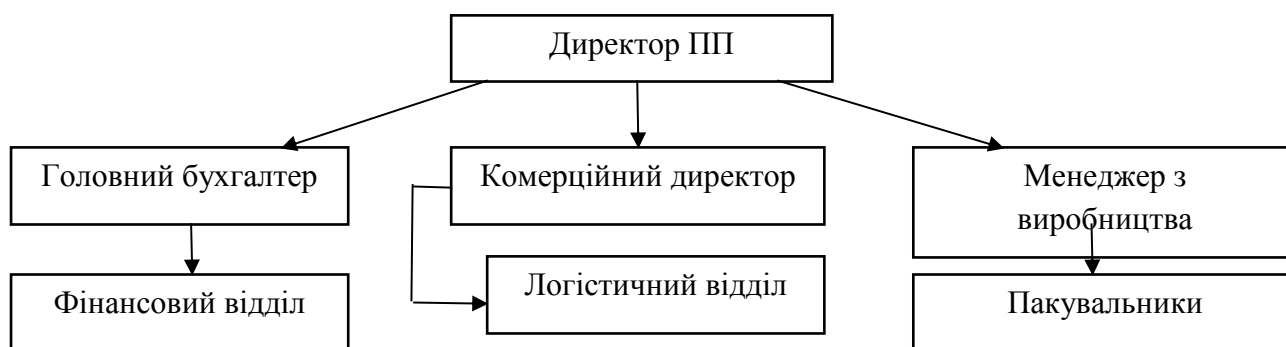 Директор ПП
Головний бухгалтер
Комерційний директор
Менеджер з
виробництва
Фінансовий відділ
Логістичний відділ
Пакувальники